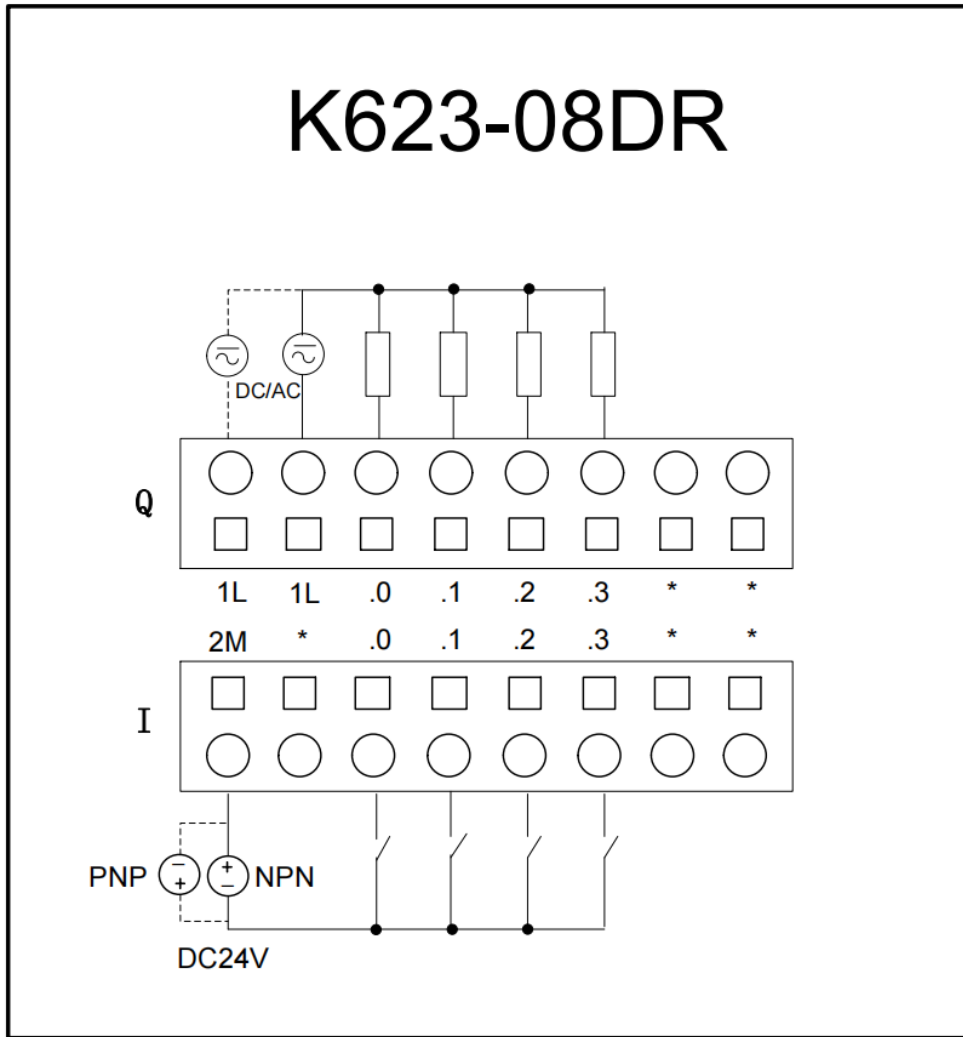 K623-08DR
DC/AC
Q
1L 1L .0 .1 .2 .3 * *
2M * .0 .1 .2 .3 * *
I
PNP - + + - NPN
DC24V